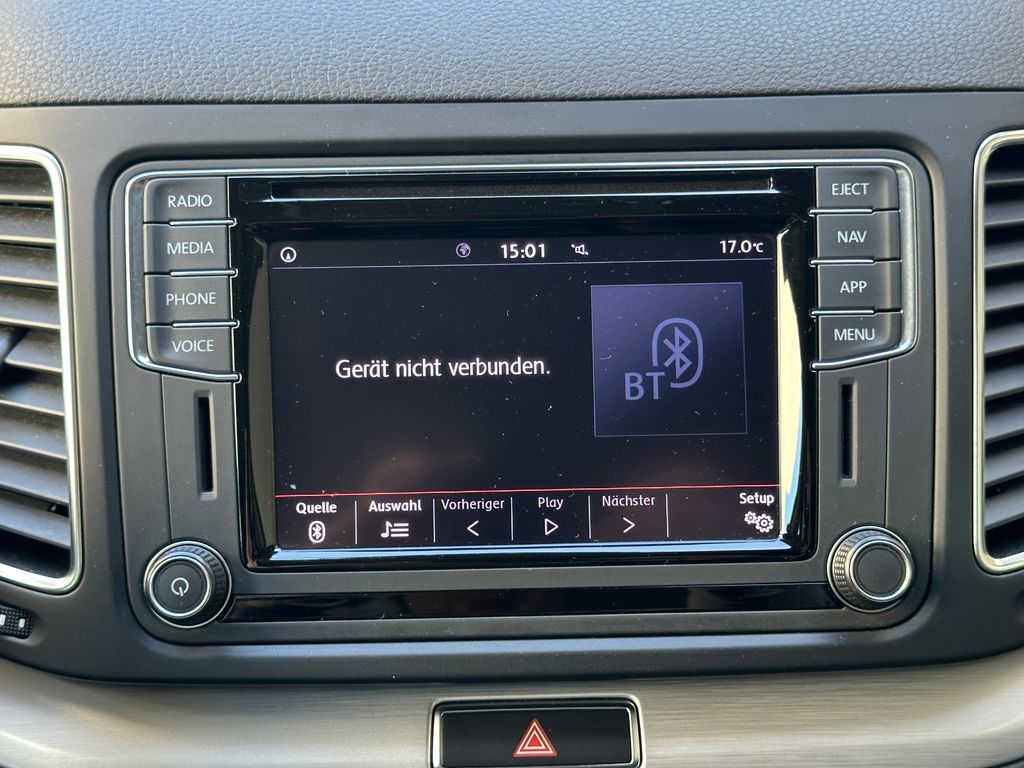 RADIO
MEDIA
PHONE
VOICE
EJECT
NAV
APP
MENU
15:01
17.0°C
Gerät nicht verbunden.
BT
Quelle
Auswahl
Vorheriger
Play
Nächster
Setup